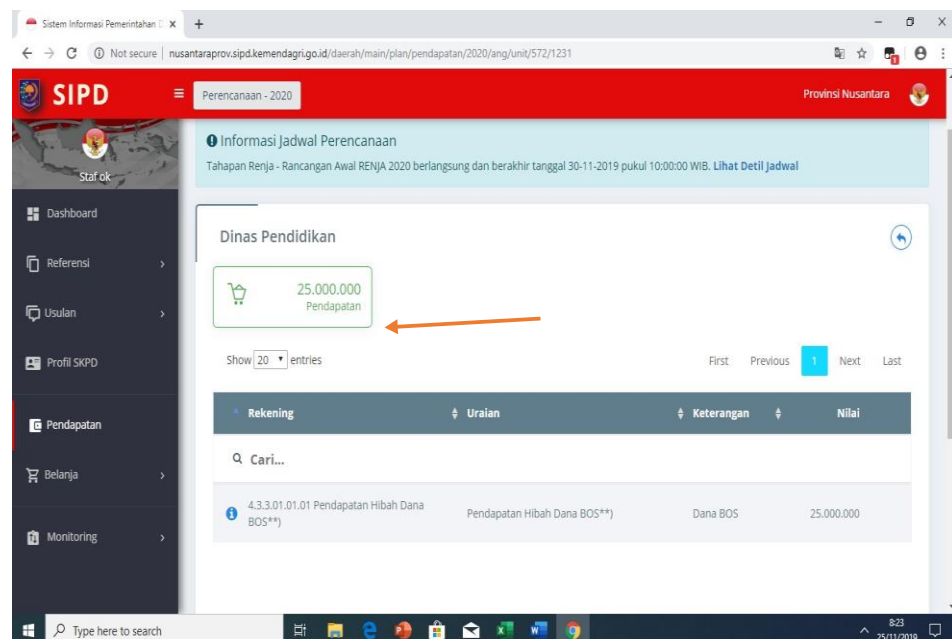 Sistem Informasi Pemerintahan D
Not secure | nusantaraprov.sipd.kemendagri.go.id/daerah/main/plan/pendapatan/2020/ang/unit/572/1231
1
SIPD
Perencanaan - 2020
Provinsi Nusantara
Staf ok
Informasi Jadwal Perencanaan
Tahapan Renja - Rancangan Awal RENJA 2020 berlangsung dan berakhir tanggal 30-11-2019 pukul 10:00:00 WIB. Lihat Detil Jadwal
Dashboard
Referensi
Usulan
Profil SKPD
Pendapatan
Belanja
Monitoring
Dinas Pendidikan
25.000.000
Pendapatan
Show 20 entries
First Previous 1 Next Last
Rekening Uraian Keterangan Nilai
Cari...
4.3.3.01.01.01 Pendapatan Hibah Dana
BOS**) Pendapatan Hibah Dana BOS**) Dana BOS 25.000.000
Type here to search
8:23
25/11/2019